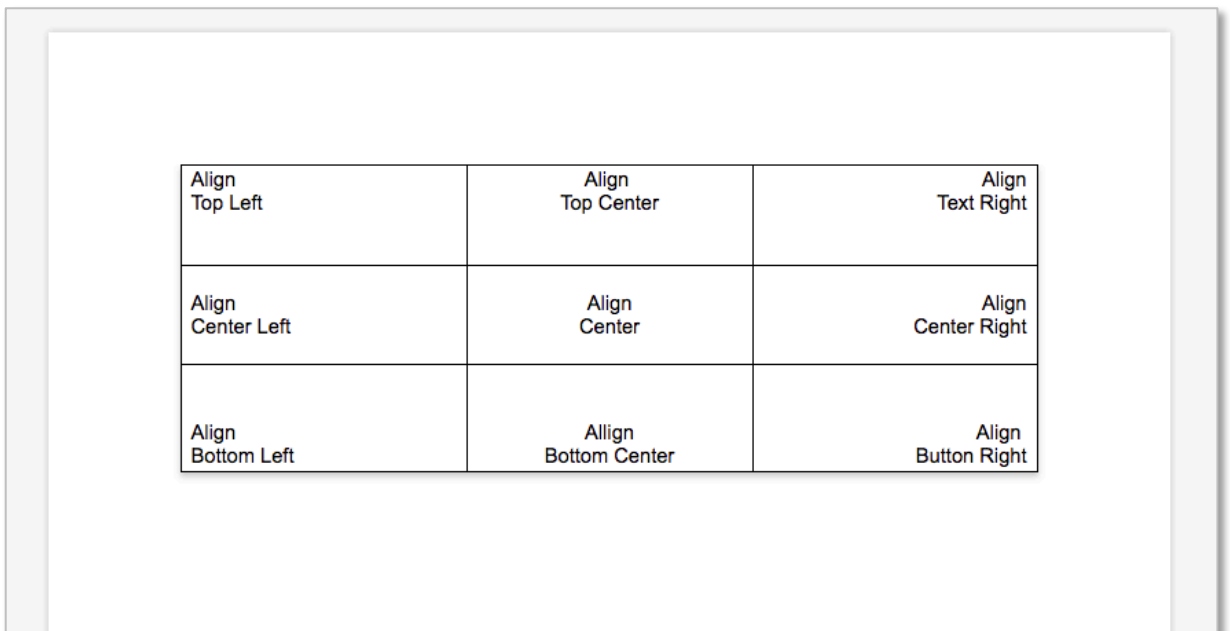 Align
Top Left
Align
Top Center
Align
Text Right
Align
Center Left
Align
Center
Align
Center Right
Align
Bottom Left
Allign
Bottom Center
Align
Button Right